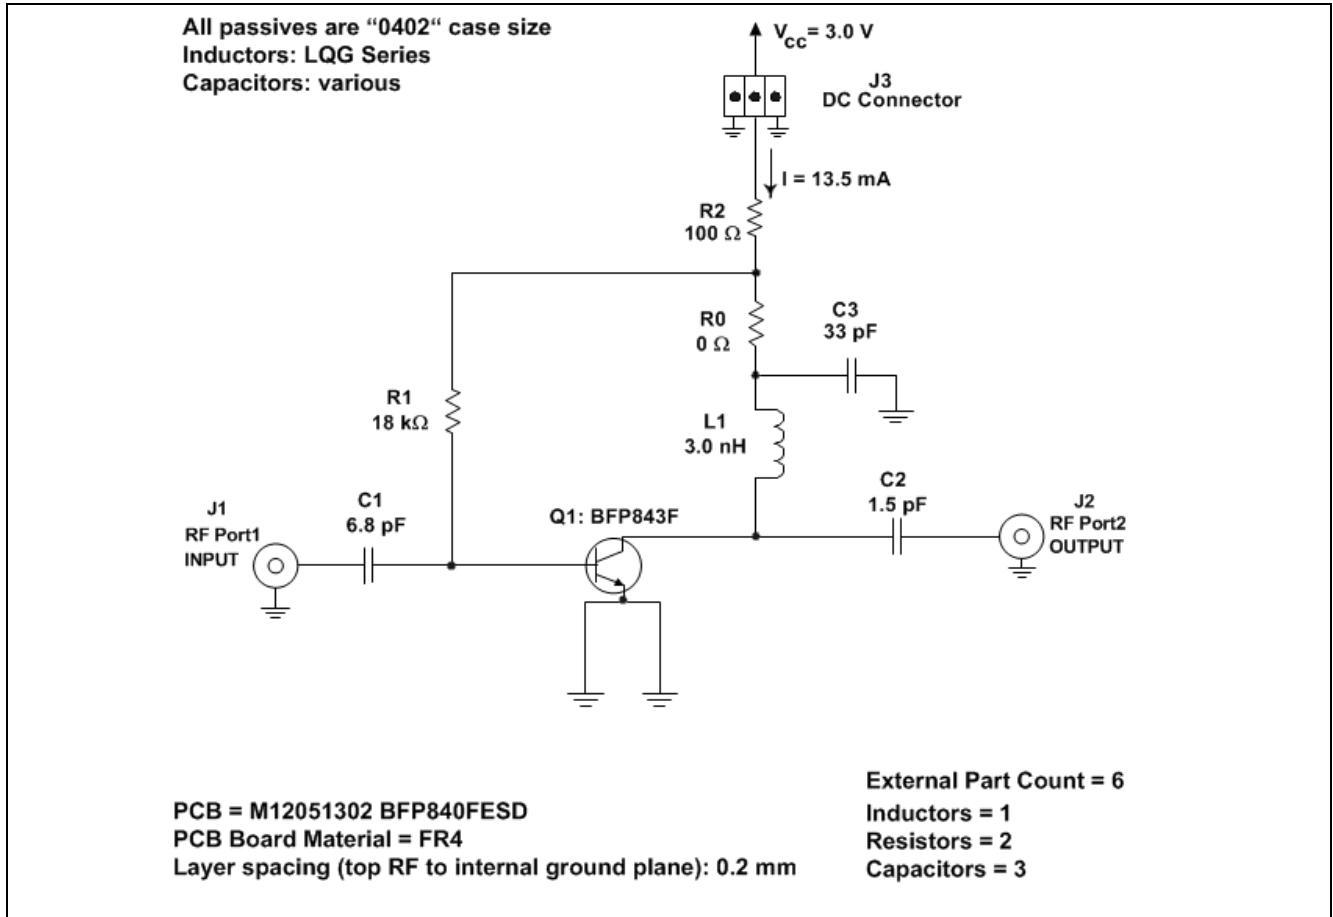 All passives are “0402“ case size
Inductors: LQG Series
Capacitors: various
Vcc = 3.0 V
J3
DC Connector
I = 13.5 mA
R2
100 Ω
R0
0 Ω
C3
33 pF
R1
18 kΩ
L1
3.0 nH
J1
RF Port1
INPUT
C1
6.8 pF
Q1: BFP843F
C2
1.5 pF
J2
RF Port2
OUTPUT
PCB = M12051302 BFP840FESD
PCB Board Material = FR4
Layer spacing (top RF to internal ground plane): 0.2 mm
External Part Count = 6
Inductors = 1
Resistors = 2
Capacitors = 3